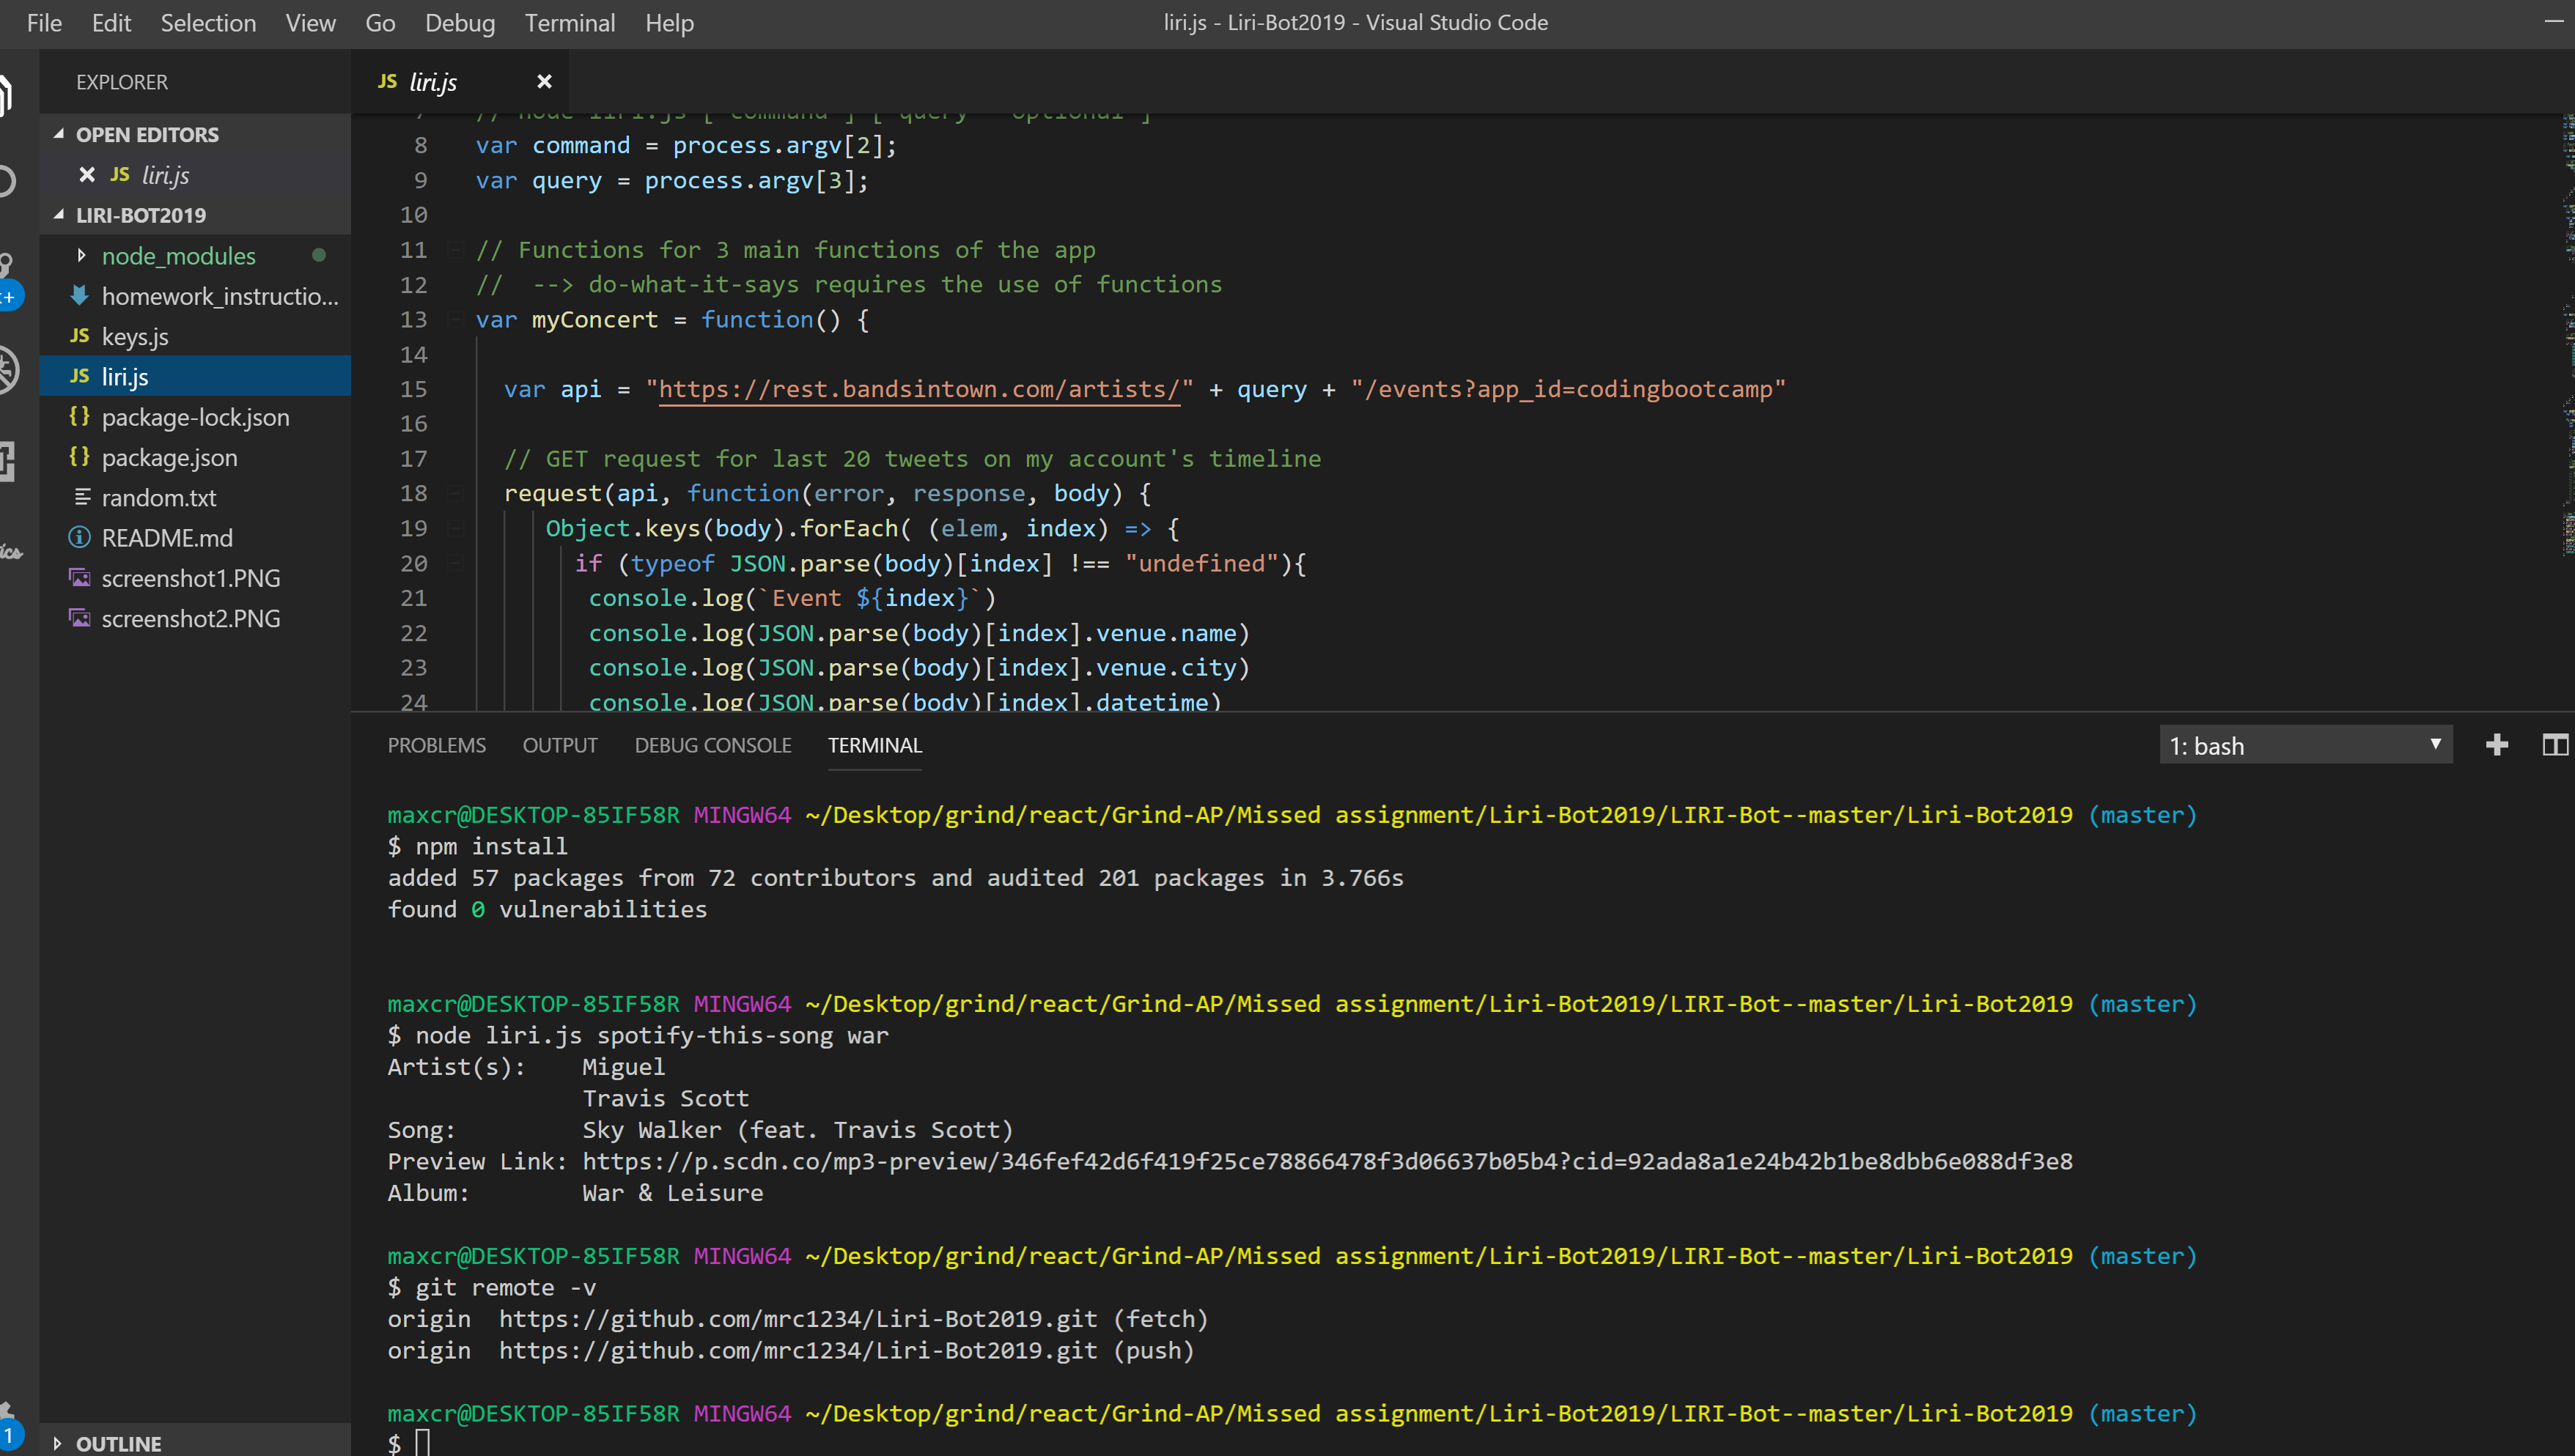 File Edit Selection View Go Debug Terminal Help
liri.js - Liri-Bot2019 - Visual Studio Code
EXPLORER
OPEN EDITORS
JS liri.js
LIRI-BOT2019
node_modules
homework_instructio...
JS keys.js
JS liri.js
{} package-lock.json
{} package.json
random.txt
README.md
screenshot1.PNG
screenshot2.PNG
OUTLINE
1
JS liri.js
8 var command = process.argv[2];
9 var query = process.argv[3];
10
11 // Functions for 3 main functions of the app
12 //  --> do-what-it-says requires the use of functions
13 var myConcert = function() {
14
15 var api = "https://rest.bandsintown.com/artists/" + query + "/events?app_id=codingbootcamp"
16
17 // GET request for last 20 tweets on my account's timeline
18 request(api, function(error, response, body) {
19 Object.keys(body).forEach( (elem, index) => {
20 if (typeof JSON.parse(body)[index] !== "undefined"){
21 console.log(`Event ${index}`)
22 console.log(JSON.parse(body)[index].venue.name)
23 console.log(JSON.parse(body)[index].venue.city)
24 console.log(JSON.parse(body)[index].datetime)
PROBLEMS OUTPUT DEBUG CONSOLE TERMINAL
1: bash
maxcr@DESKTOP-85IF58R MINGW64 ~/Desktop/grind/react/Grind-AP/Missed assignment/Liri-Bot2019/LIRI-Bot--master/Liri-Bot2019 (master)
$ npm install
added 57 packages from 72 contributors and audited 201 packages in 3.766s
found 0 vulnerabilities
maxcr@DESKTOP-85IF58R MINGW64 ~/Desktop/grind/react/Grind-AP/Missed assignment/Liri-Bot2019/LIRI-Bot--master/Liri-Bot2019 (master)
$ node liri.js spotify-this-song war
Artist(s):    Miguel
Travis Scott
Song:         Sky Walker (feat. Travis Scott)
Preview Link: https://p.scdn.co/mp3-preview/346fef42d6f419f25ce78866478f3d06637b05b4?cid=92ada8a1e24b42b1be8dbb6e088df3e8
Album:        War & Leisure
maxcr@DESKTOP-85IF58R MINGW64 ~/Desktop/grind/react/Grind-AP/Missed assignment/Liri-Bot2019/LIRI-Bot--master/Liri-Bot2019 (master)
$ git remote -v
origin  https://github.com/mrc1234/Liri-Bot2019.git (fetch)
origin  https://github.com/mrc1234/Liri-Bot2019.git (push)
maxcr@DESKTOP-85IF58R MINGW64 ~/Desktop/grind/react/Grind-AP/Missed assignment/Liri-Bot2019/LIRI-Bot--master/Liri-Bot2019 (master)
$